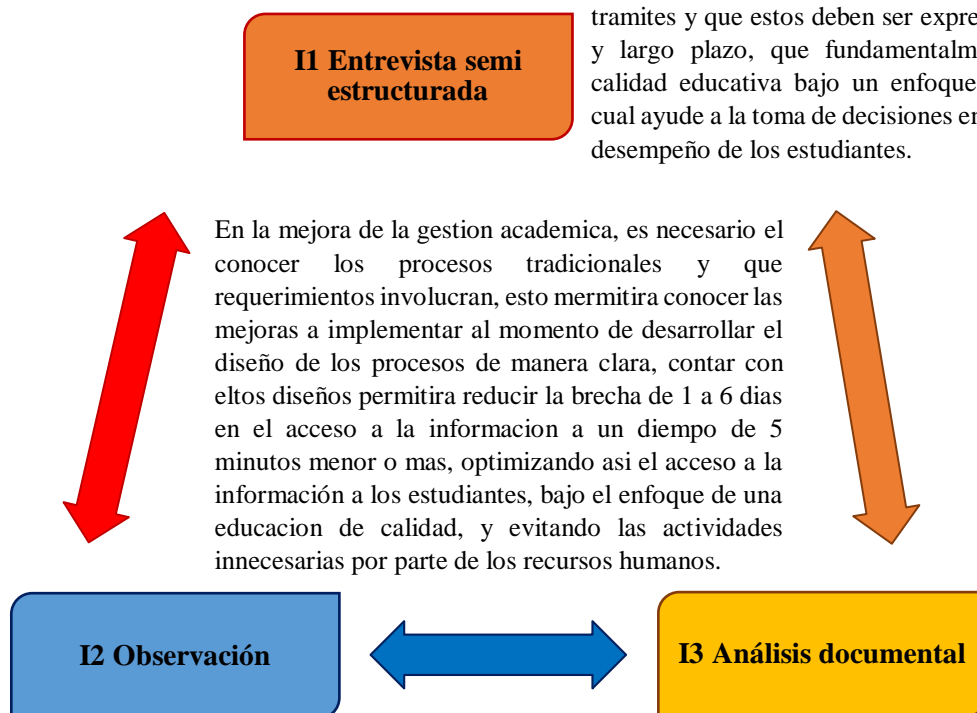 I1 Entrevista semi
estructurada
tramites y que estos deben ser expre
y largo plazo, que fundamentalm
calidad educativa bajo un enfoque
cual ayude a la toma de decisiones en
desempeño de los estudiantes.
En la mejora de la gestion academica, es necesario el
conocer los procesos tradicionales y que
requerimientos involucran, esto mermitira conocer las
mejoras a implementar al momento de desarrollar el
diseño de los procesos de manera clara, contar con
eltos diseños permitira reducir la brecha de 1 a 6 dias
en el acceso a la informacion a un diempo de 5
minutos menor o mas, optimizando asi el acceso a la
información a los estudiantes, bajo el enfoque de una
educacion de calidad, y evitando las actividades
innecesarias por parte de los recursos humanos.
I2 Observación
I3 Análisis documental